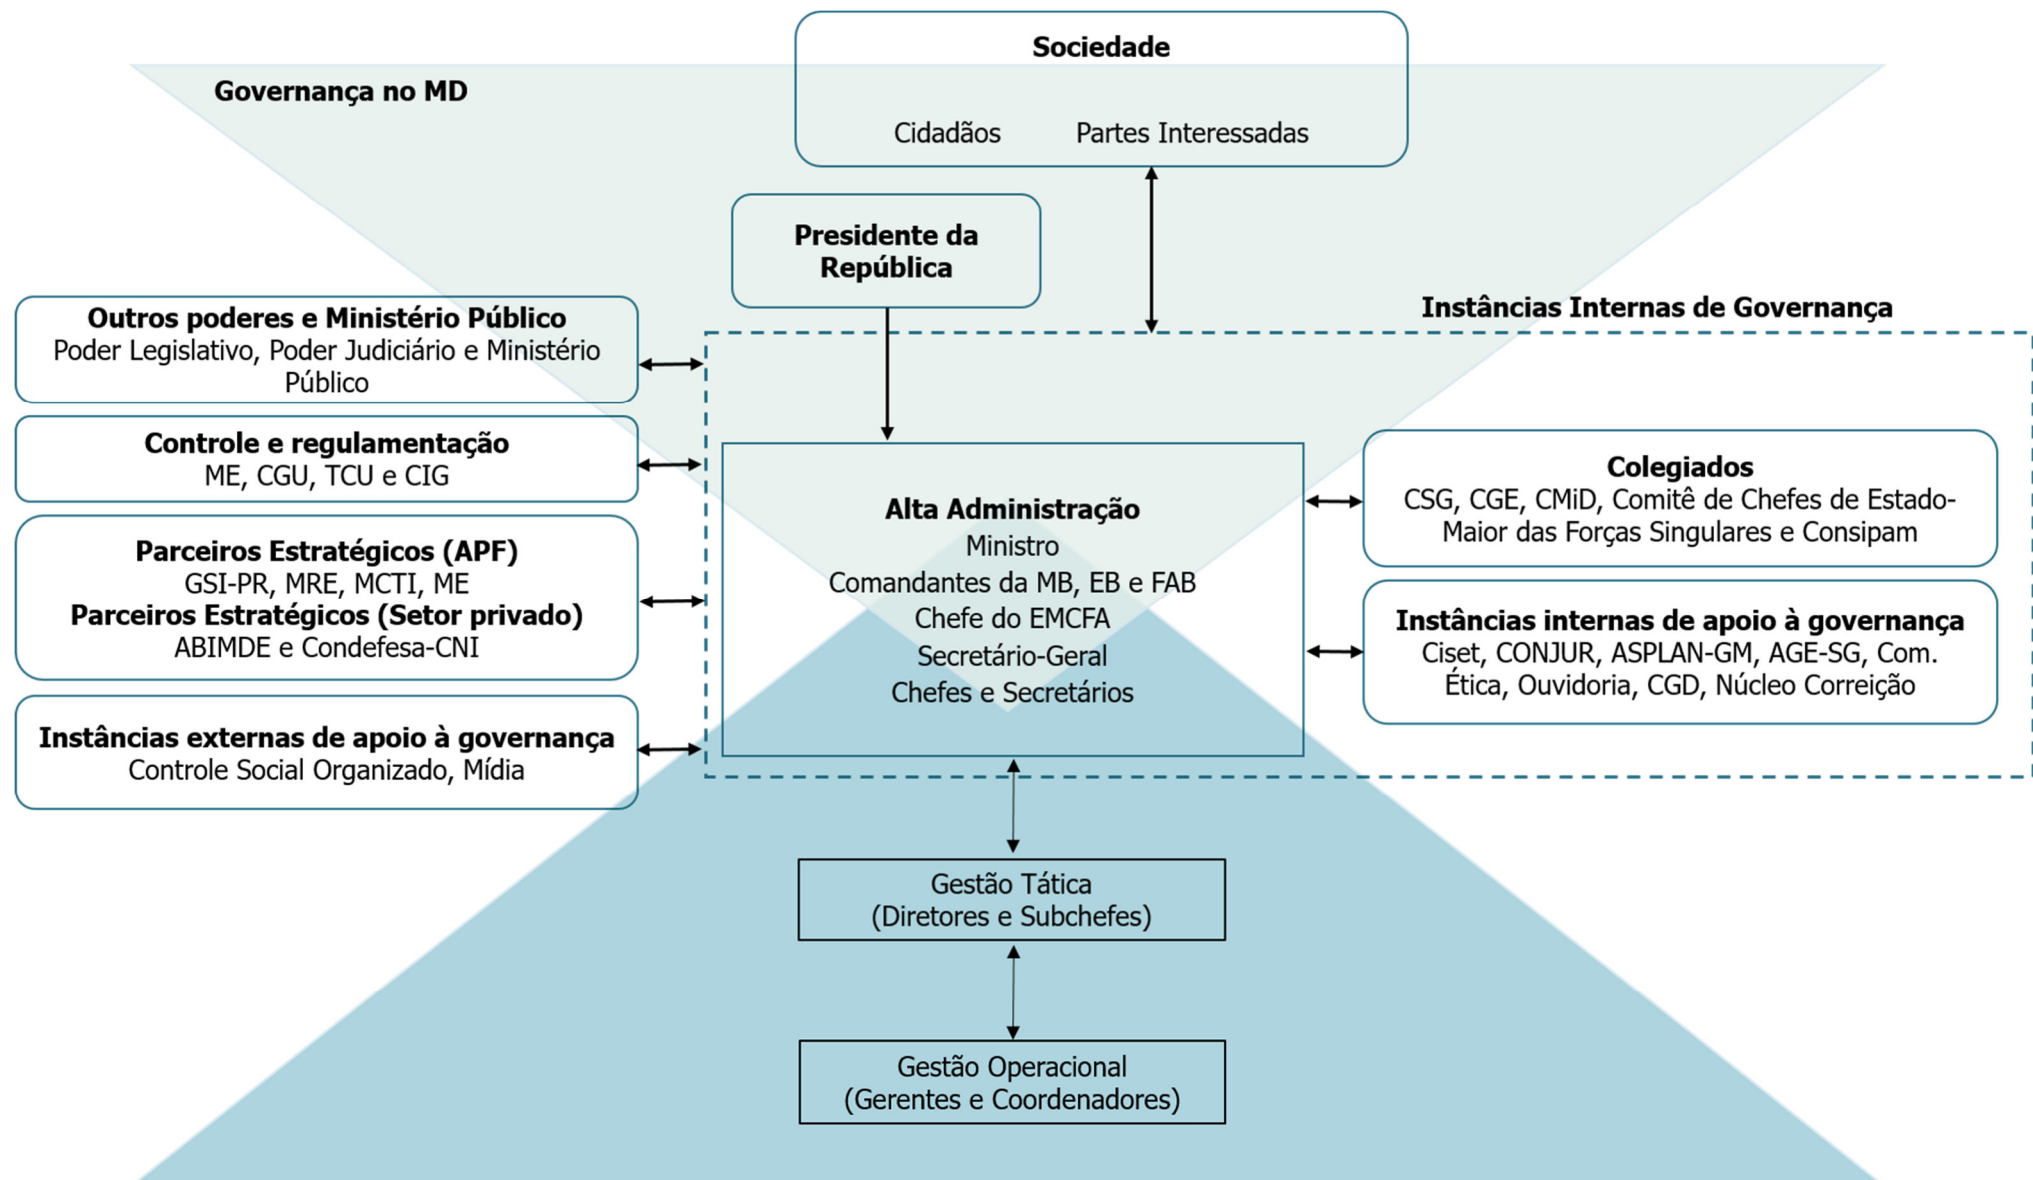 Sociedade
Governança no MD
Cidadãos Partes Interessadas
Presidente da
República
Instâncias Internas de Governança
Outros poderes e Ministério Público
Poder Legislativo, Poder Judiciário e Ministério
Público
Controle e regulamentação
ME, CGU, TCU e CIG
Parceiros Estratégicos (APF)
GSI-PR, MRE, MCTI, ME
Parceiros Estratégicos (Setor privado)
ABIMDE e Condefesa-CNI
Instâncias externas de apoio à governança
Controle Social Organizado, Mídia
Alta Administração
Ministro
Comandantes da MB, EB e FAB
Chefe do EMCFA
Secretário-Geral
Chefes e Secretários
Colegiados
CSG, CGE, CMiD, Comitê de Chefes de Estado-
Maior das Forças Singulares e Consipam
Instâncias internas de apoio à governança
Ciset, CONJUR, ASPLAN-GM, AGE-SG, Com.
Ética, Ouvidoria, CGD, Núcleo Correição
Gestão Tática
(Diretores e Subchefes)
Gestão Operacional
(Gerentes e Coordenadores)